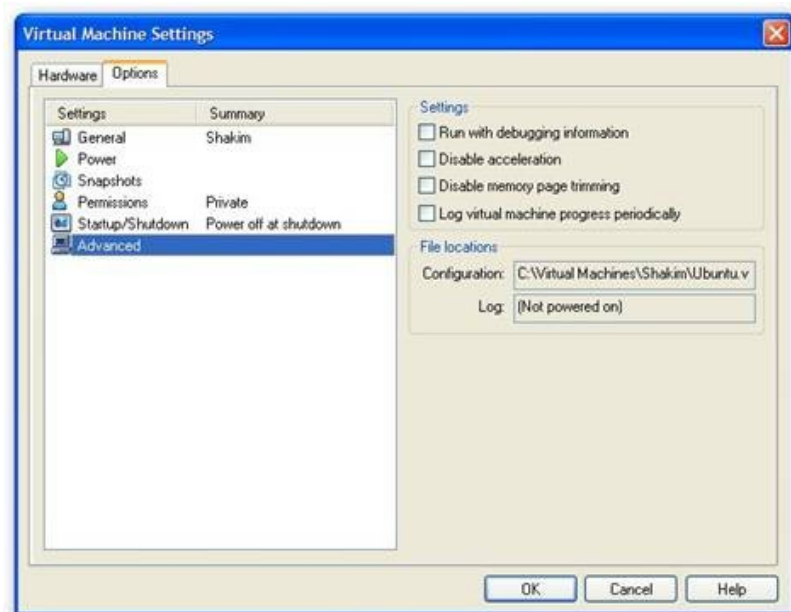 Virtual Machine Settings
Hardware Options
Settings Summary
General Shakim
Power
Snapshots
Permissions Private
Startup/Shutdown Power off at shutdown
Advanced
Settings
Run with debugging information
Disable acceleration
Disable memory page trimming
Log virtual machine progress periodically
File locations
Configuration: C:\Virtual Machines\Shakim\Ubuntu.v
Log: (Not powered on)
OK Cancel Help